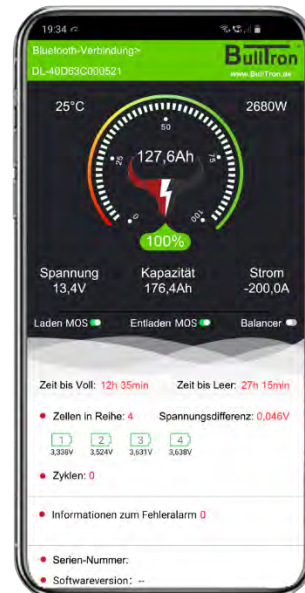 19:34
Bluetooth-Verbindung>
DL-40D63C000521
BullTron
www.BullTron.de
25°C
2680W
0
25
50
75
100
127,6Ah
100%
Spannung Kapazität Strom
13,4V 176,4Ah -200,0A
Laden MOS Entladen MOS Balancer
Zeit bis Voll: 12h 35min Zeit bis Leer: 27h 15min
Zellen in Reihe: 4 Spannungsdifferenz: 0,046V
1 2 3 4
3,338V 3,524V 3,631V 3,638V
Zyklen: 0
Informationen zum Fehleralarm 0
Serien-Nummer:
Softwareversion: --